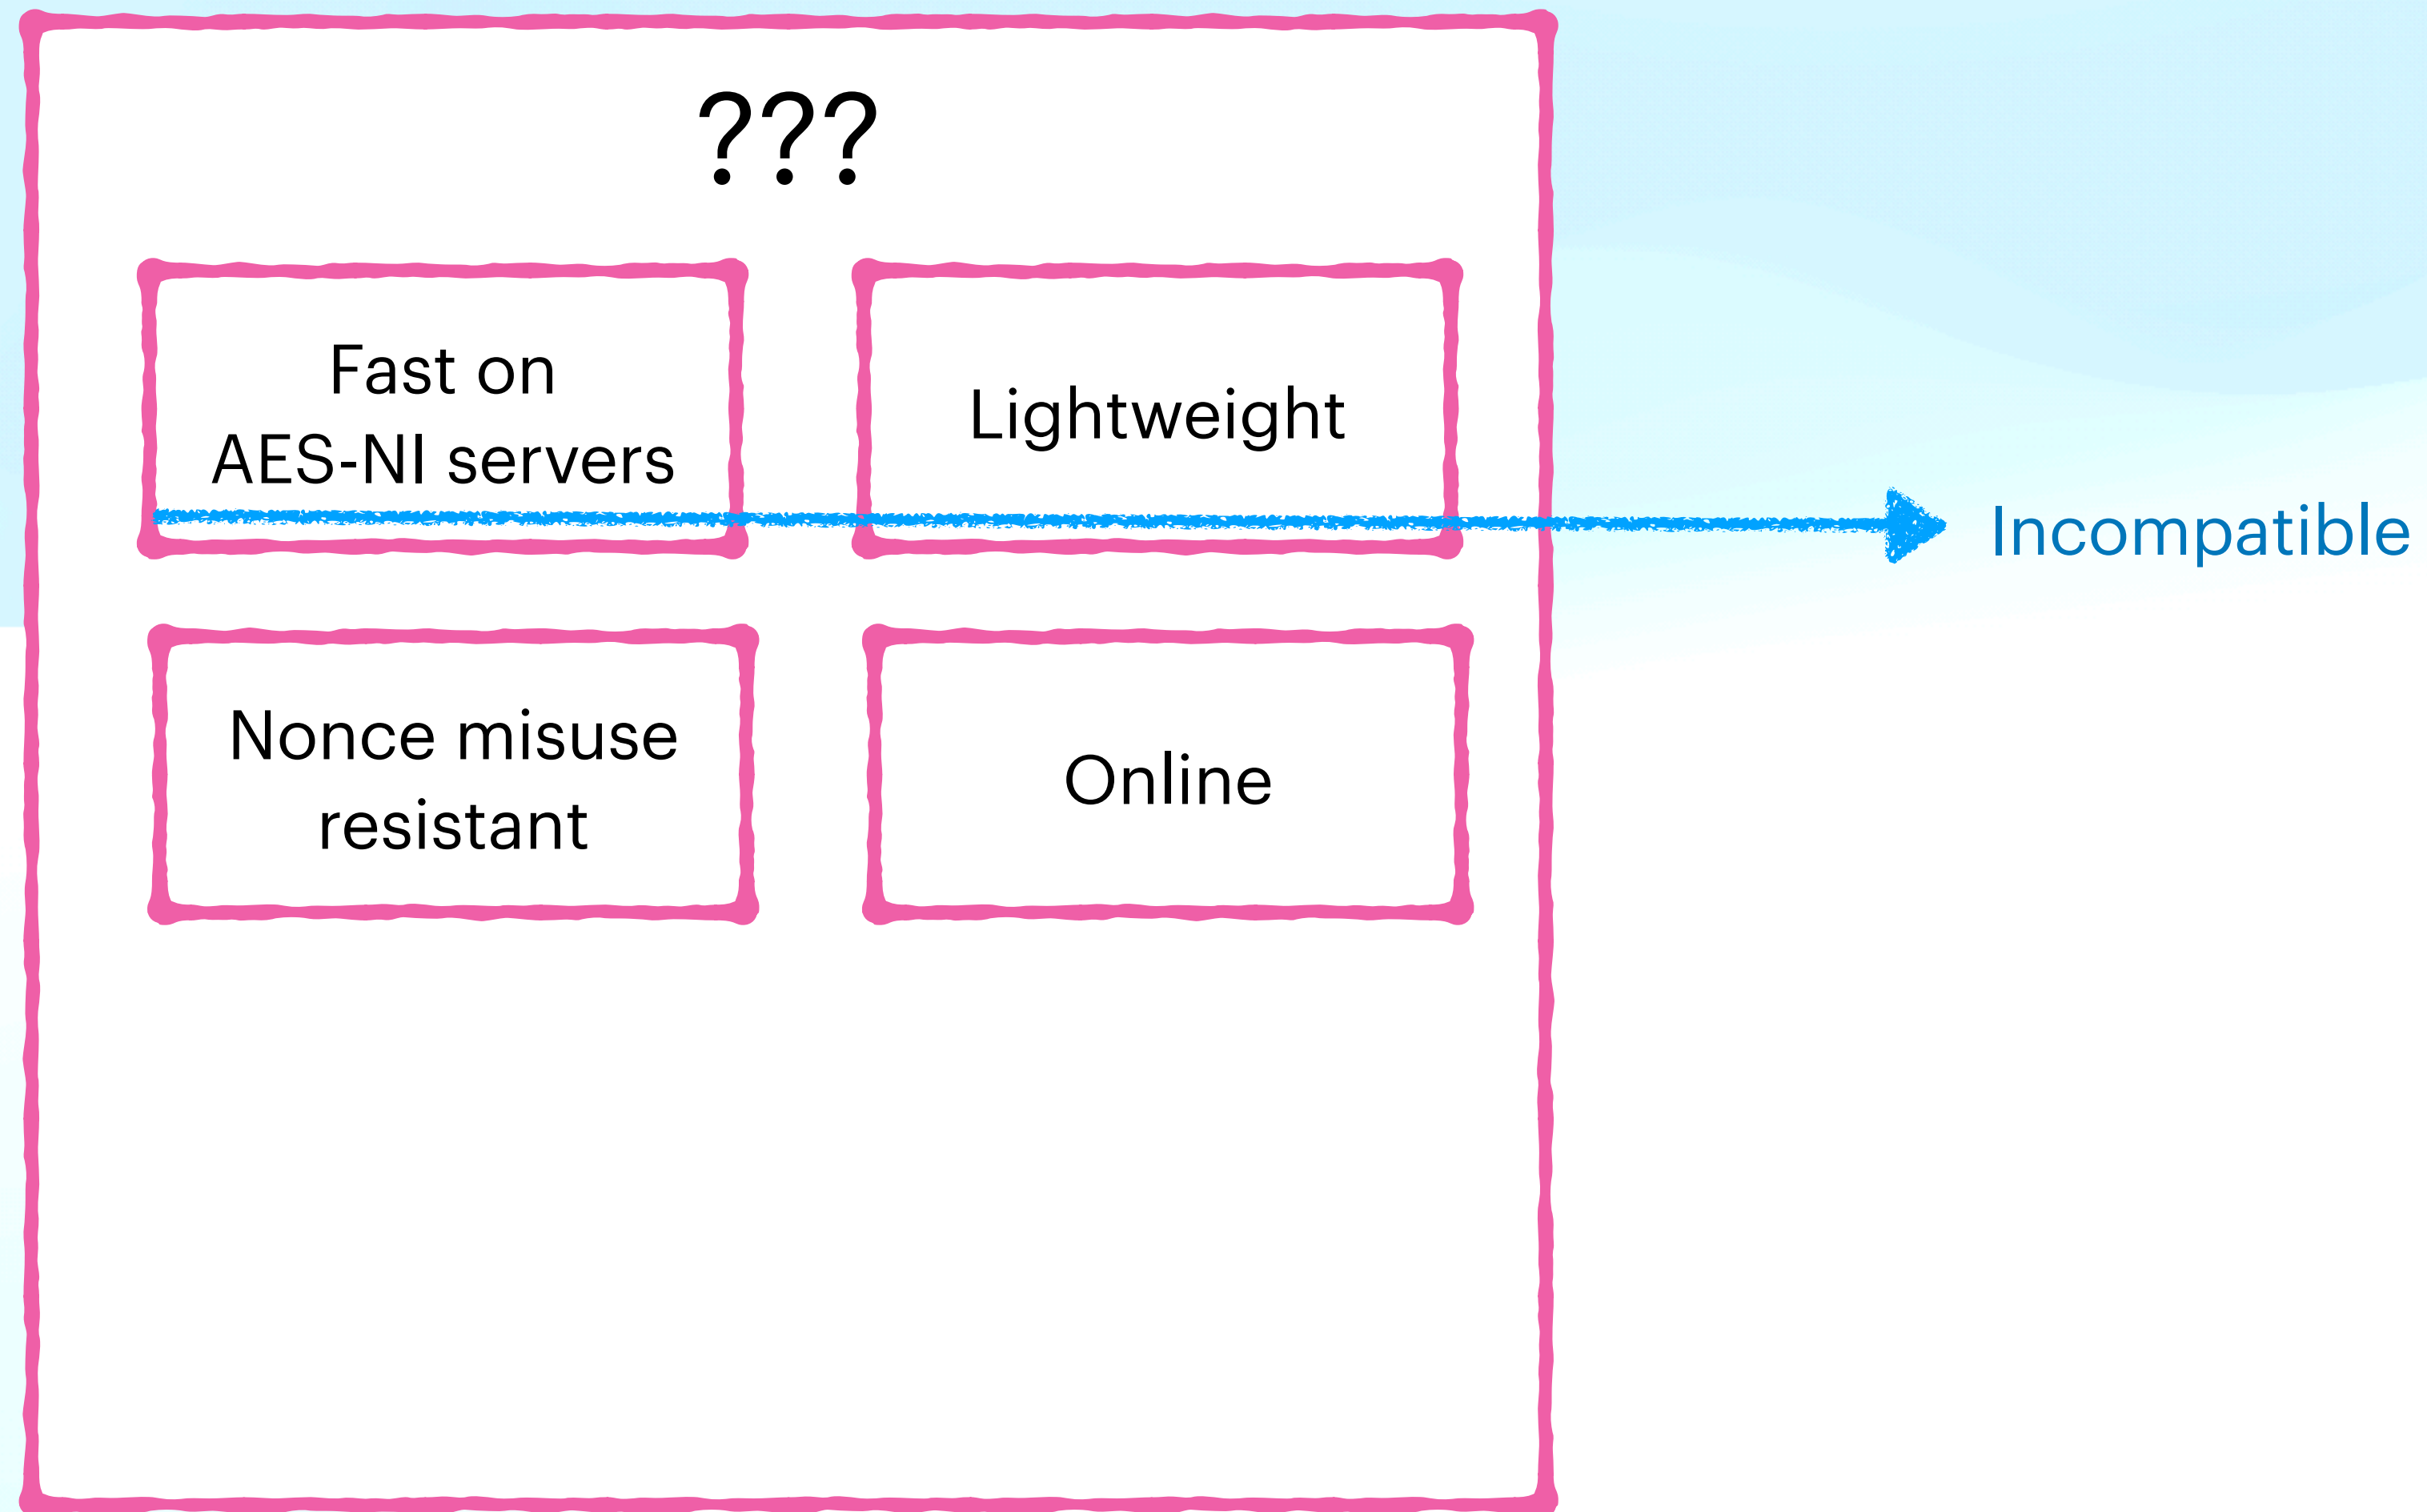 ???
Fast on
AES-NI servers
Lightweight
Incompatible
Nonce misuse
resistant
Online